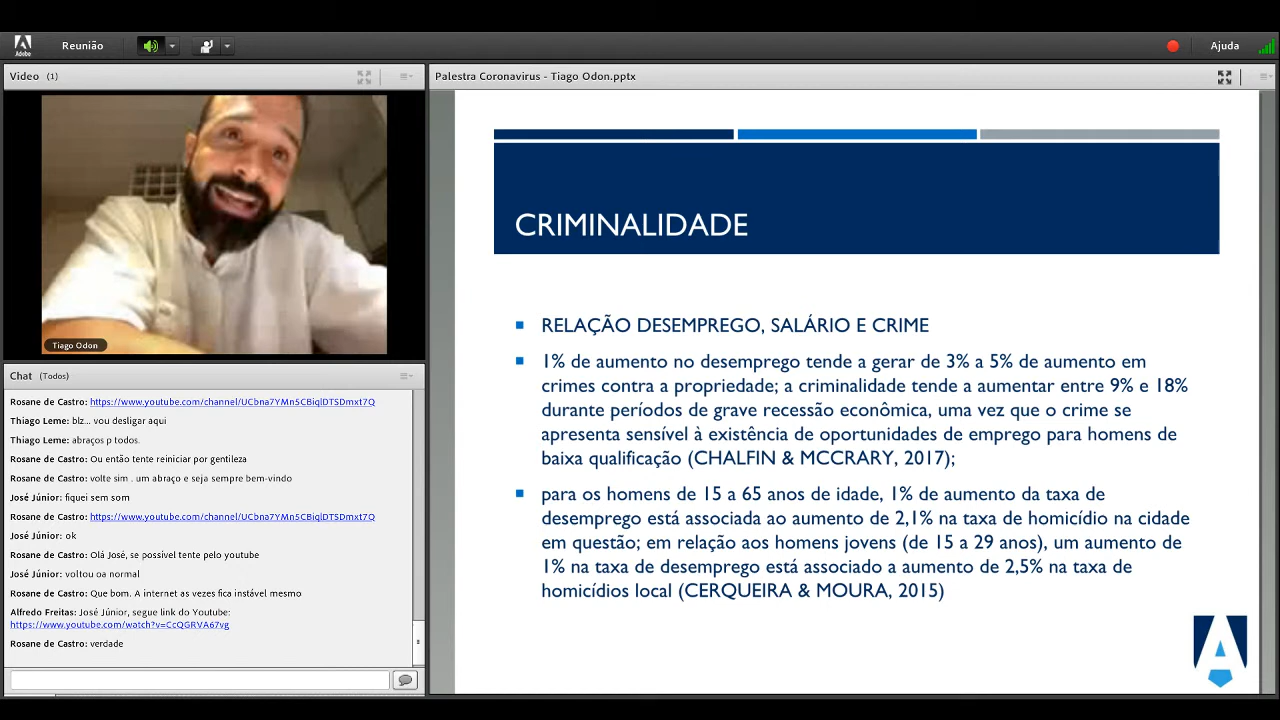 Adobe
Reunião
Ajuda
Video (1)
Tiago Odon
Chat (Todos)
Rosane de Castro: https://www.youtube.com/channel/UCbna7YMn5CBiqlDTSDmxt7Q
Thiago Leme: blz... vou desligar aqui
Thiago Leme: abraços p todos.
Rosane de Castro: Ou então tente reiniciar por gentileza
Rosane de Castro: volte sim . um abraço e seja sempre bem-vindo
José Júnior: fiquei sem som
Rosane de Castro: https://www.youtube.com/channel/UCbna7YMn5CBiqlDTSDmxt7Q
José Júnior: ok
Rosane de Castro: Olá José, se possível tente pelo youtube
José Júnior: voltou oa normal
Rosane de Castro: Que bom. A internet as vezes fica instável mesmo
Alfredo Freitas: José Júnior, segue link do Youtube:
https://www.youtube.com/watch?v=CcQGRVA67vg
Rosane de Castro: verdade
Palestra Coronavirus - Tiago Odon.pptx
CRIMINALIDADE
RELAÇÃO DESEMPREGO, SALÁRIO E CRIME
1% de aumento no desemprego tende a gerar de 3% a 5% de aumento em
crimes contra a propriedade; a criminalidade tende a aumentar entre 9% e 18%
durante períodos de grave recessão econômica, uma vez que o crime se
apresenta sensível à existência de oportunidades de emprego para homens de
baixa qualificação (CHALFIN & MCCRARY, 2017);
para os homens de 15 a 65 anos de idade, 1% de aumento da taxa de
desemprego está associada ao aumento de 2,1% na taxa de homicídio na cidade
em questão; em relação aos homens jovens (de 15 a 29 anos), um aumento de
1% na taxa de desemprego está associado a aumento de 2,5% na taxa de
homicídios local (CERQUEIRA & MOURA, 2015)